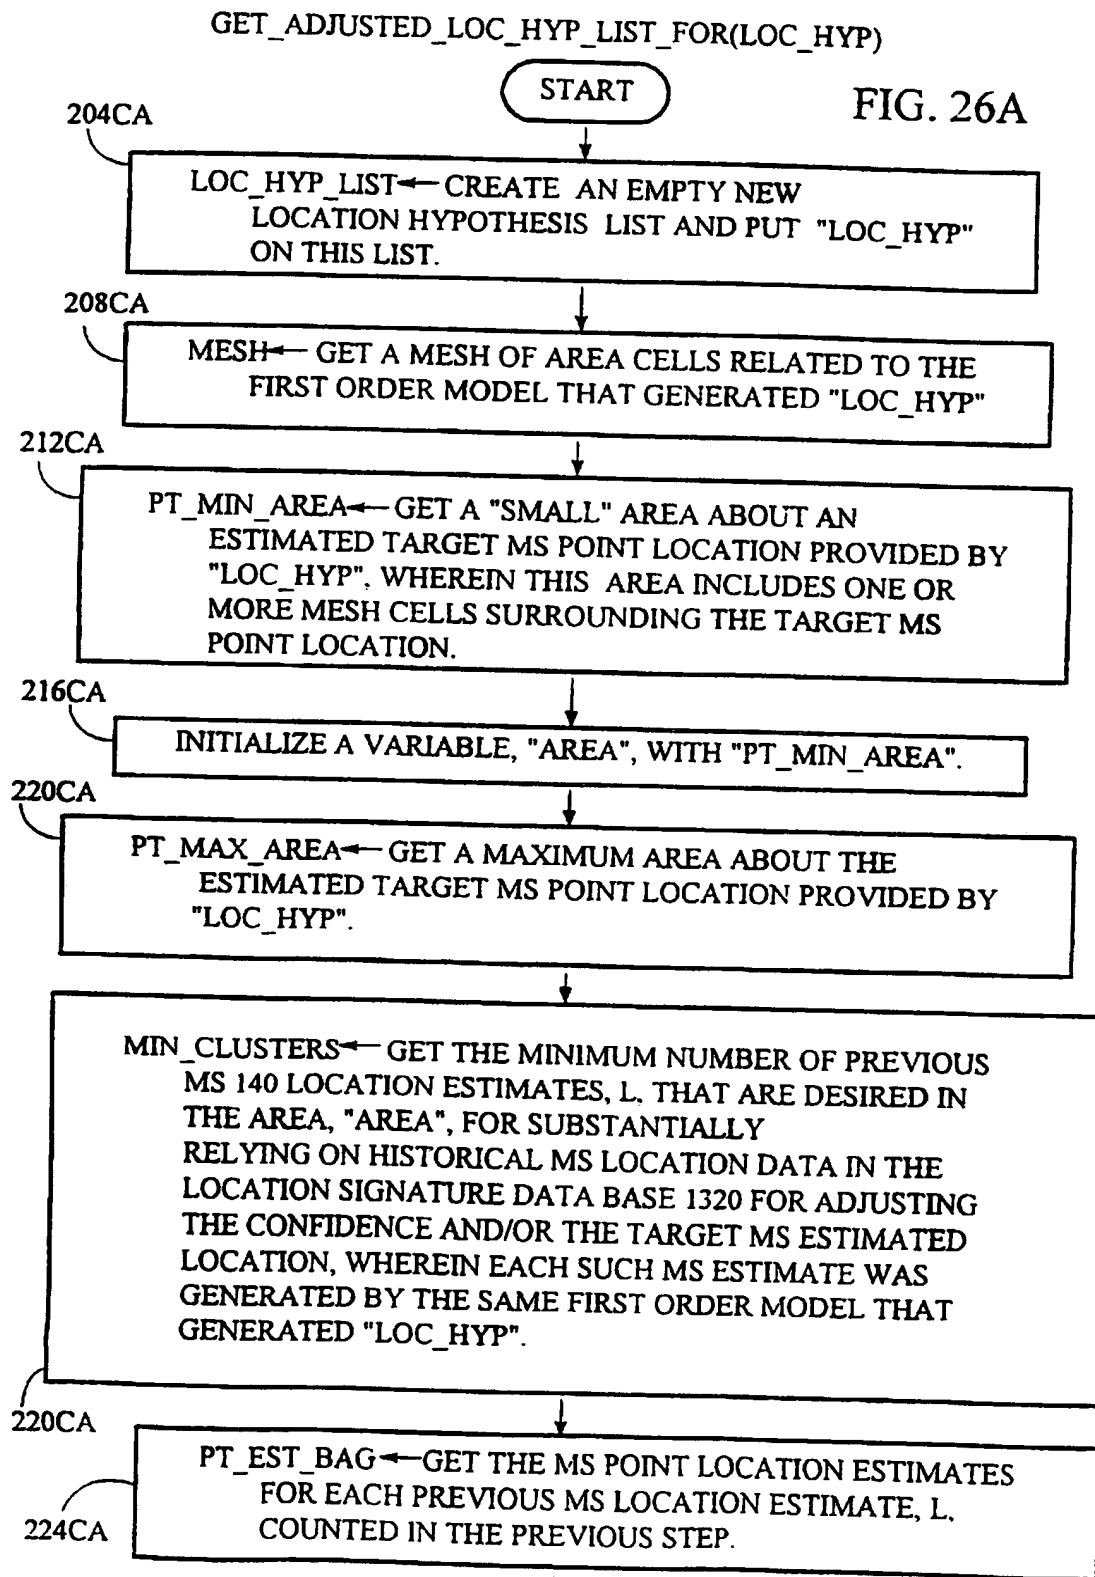 GET_ADJUSTED_LOC_HYP_LIST_FOR(LOC_HYP)
START
FIG. 26A
204CA
LOC_HYP_LIST← CREATE AN EMPTY NEW
LOCATION HYPOTHESIS LIST AND PUT "LOC_HYP"
ON THIS LIST.
208CA
MESH← GET A MESH OF AREA CELLS RELATED TO THE
FIRST ORDER MODEL THAT GENERATED "LOC_HYP"
212CA
PT_MIN_AREA← GET A "SMALL" AREA ABOUT AN
ESTIMATED TARGET MS POINT LOCATION PROVIDED BY
"LOC_HYP", WHEREIN THIS AREA INCLUDES ONE OR
MORE MESH CELLS SURROUNDING THE TARGET MS
POINT LOCATION.
216CA
INITIALIZE A VARIABLE, "AREA", WITH "PT_MIN_AREA".
220CA
PT_MAX_AREA← GET A MAXIMUM AREA ABOUT THE
ESTIMATED TARGET MS POINT LOCATION PROVIDED BY
"LOC_HYP".
MIN_CLUSTERS← GET THE MINIMUM NUMBER OF PREVIOUS
MS 140 LOCATION ESTIMATES, L, THAT ARE DESIRED IN
THE AREA, "AREA", FOR SUBSTANTIALLY
RELYING ON HISTORICAL MS LOCATION DATA IN THE
LOCATION SIGNATURE DATA BASE 1320 FOR ADJUSTING
THE CONFIDENCE AND/OR THE TARGET MS ESTIMATED
LOCATION, WHEREIN EACH SUCH MS ESTIMATE WAS
GENERATED BY THE SAME FIRST ORDER MODEL THAT
GENERATED "LOC_HYP".
220CA
PT_EST_BAG←GET THE MS POINT LOCATION ESTIMATES
FOR EACH PREVIOUS MS LOCATION ESTIMATE, L,
COUNTED IN THE PREVIOUS STEP.
224CA